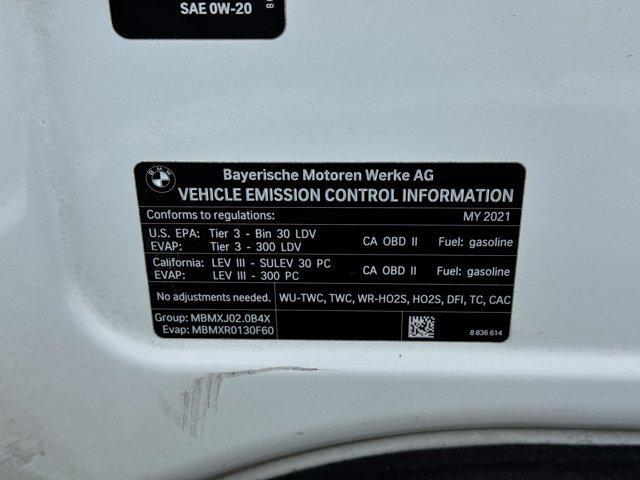 SAE 0W-20
BMW
Bayerische Motoren Werke AG
VEHICLE EMISSION CONTROL INFORMATION
Conforms to regulations: MY 2021
U.S. EPA: Tier 3 - Bin 30 LDV
EVAP: Tier 3 - 300 LDV CA OBD II Fuel: gasoline
California: LEV III - SULEV 30 PC
EVAP: LEV III - 300 PC CA OBD II Fuel: gasoline
No adjustments needed. WU-TWC, TWC, WR-HO2S, HO2S, DFI, TC, CAC
Group: MBMXJ02.0B4X
Evap: MBMXR0130F60 8 836 614